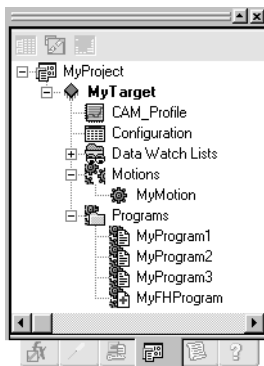 MyProject
MyTarget
CAM_Profile
Configuration
Data Watch Lists
Motions
MyMotion
Programs
MyProgram1
MyProgram2
MyProgram3
MyFHProgram